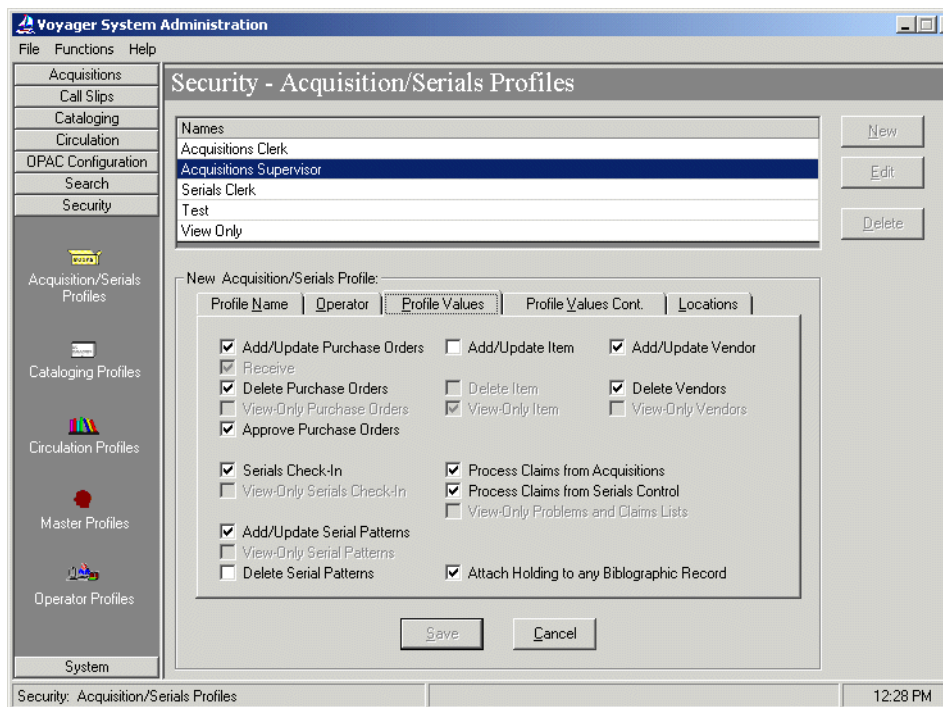 Voyager System Administration
File Functions Help
Acquisitions
Call Slips
Cataloging
Circulation
OPAC Configuration
Search
Security
Acquisition/Serials
Profiles
Cataloging Profiles
Circulation Profiles
Master Profiles
Operator Profiles
System
Security - Acquisition/Serials Profiles
Names
Acquisitions Clerk
Acquisitions Supervisor
Serials Clerk
Test
View Only
New
Edit
Delete
New Acquisition/Serials Profile:
Profile Name Operator Profile Values Profile Values Cont. Locations
Add/Update Purchase Orders Add/Update Item Add/Update Vendor
Receive
Delete Purchase Orders Delete Item Delete Vendors
View-Only Purchase Orders View-Only Item View-Only Vendors
Approve Purchase Orders
Serials Check-In Process Claims from Acquisitions
View-Only Serials Check-In Process Claims from Serials Control
View-Only Problems and Claims Lists
Add/Update Serial Patterns
View-Only Serial Patterns
Delete Serial Patterns Attach Holding to any Biblographic Record
Save Cancel
Security: Acquisition/Serials Profiles 12:28 PM